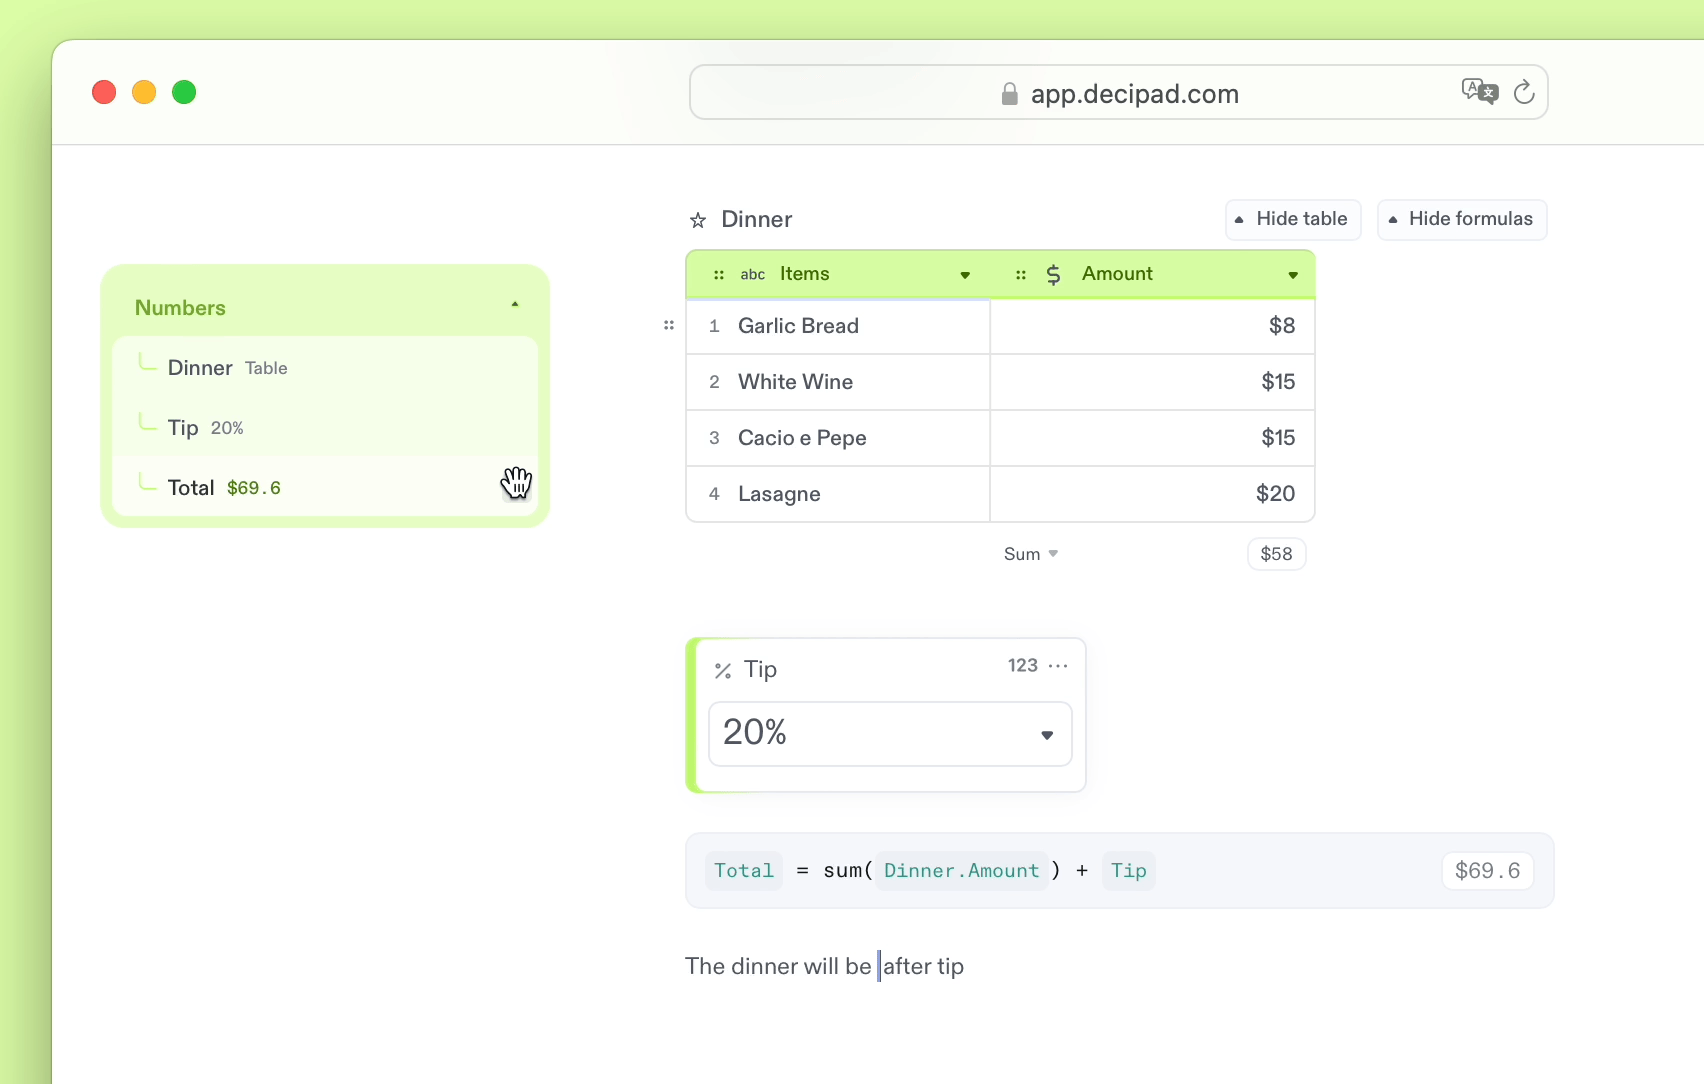 app.decipad.com
Dinner
Hide table
Hide formulas
abc Items
$ Amount
Numbers
1 Garlic Bread $8
Dinner Table
2 White Wine $15
Tip 20%
3 Cacio e Pepe $15
Total $69.6
4 Lasagne $20
Sum $58
% Tip 123 ...
20%
Total = sum(Dinner.Amount) + Tip $69.6
The dinner will be after tip